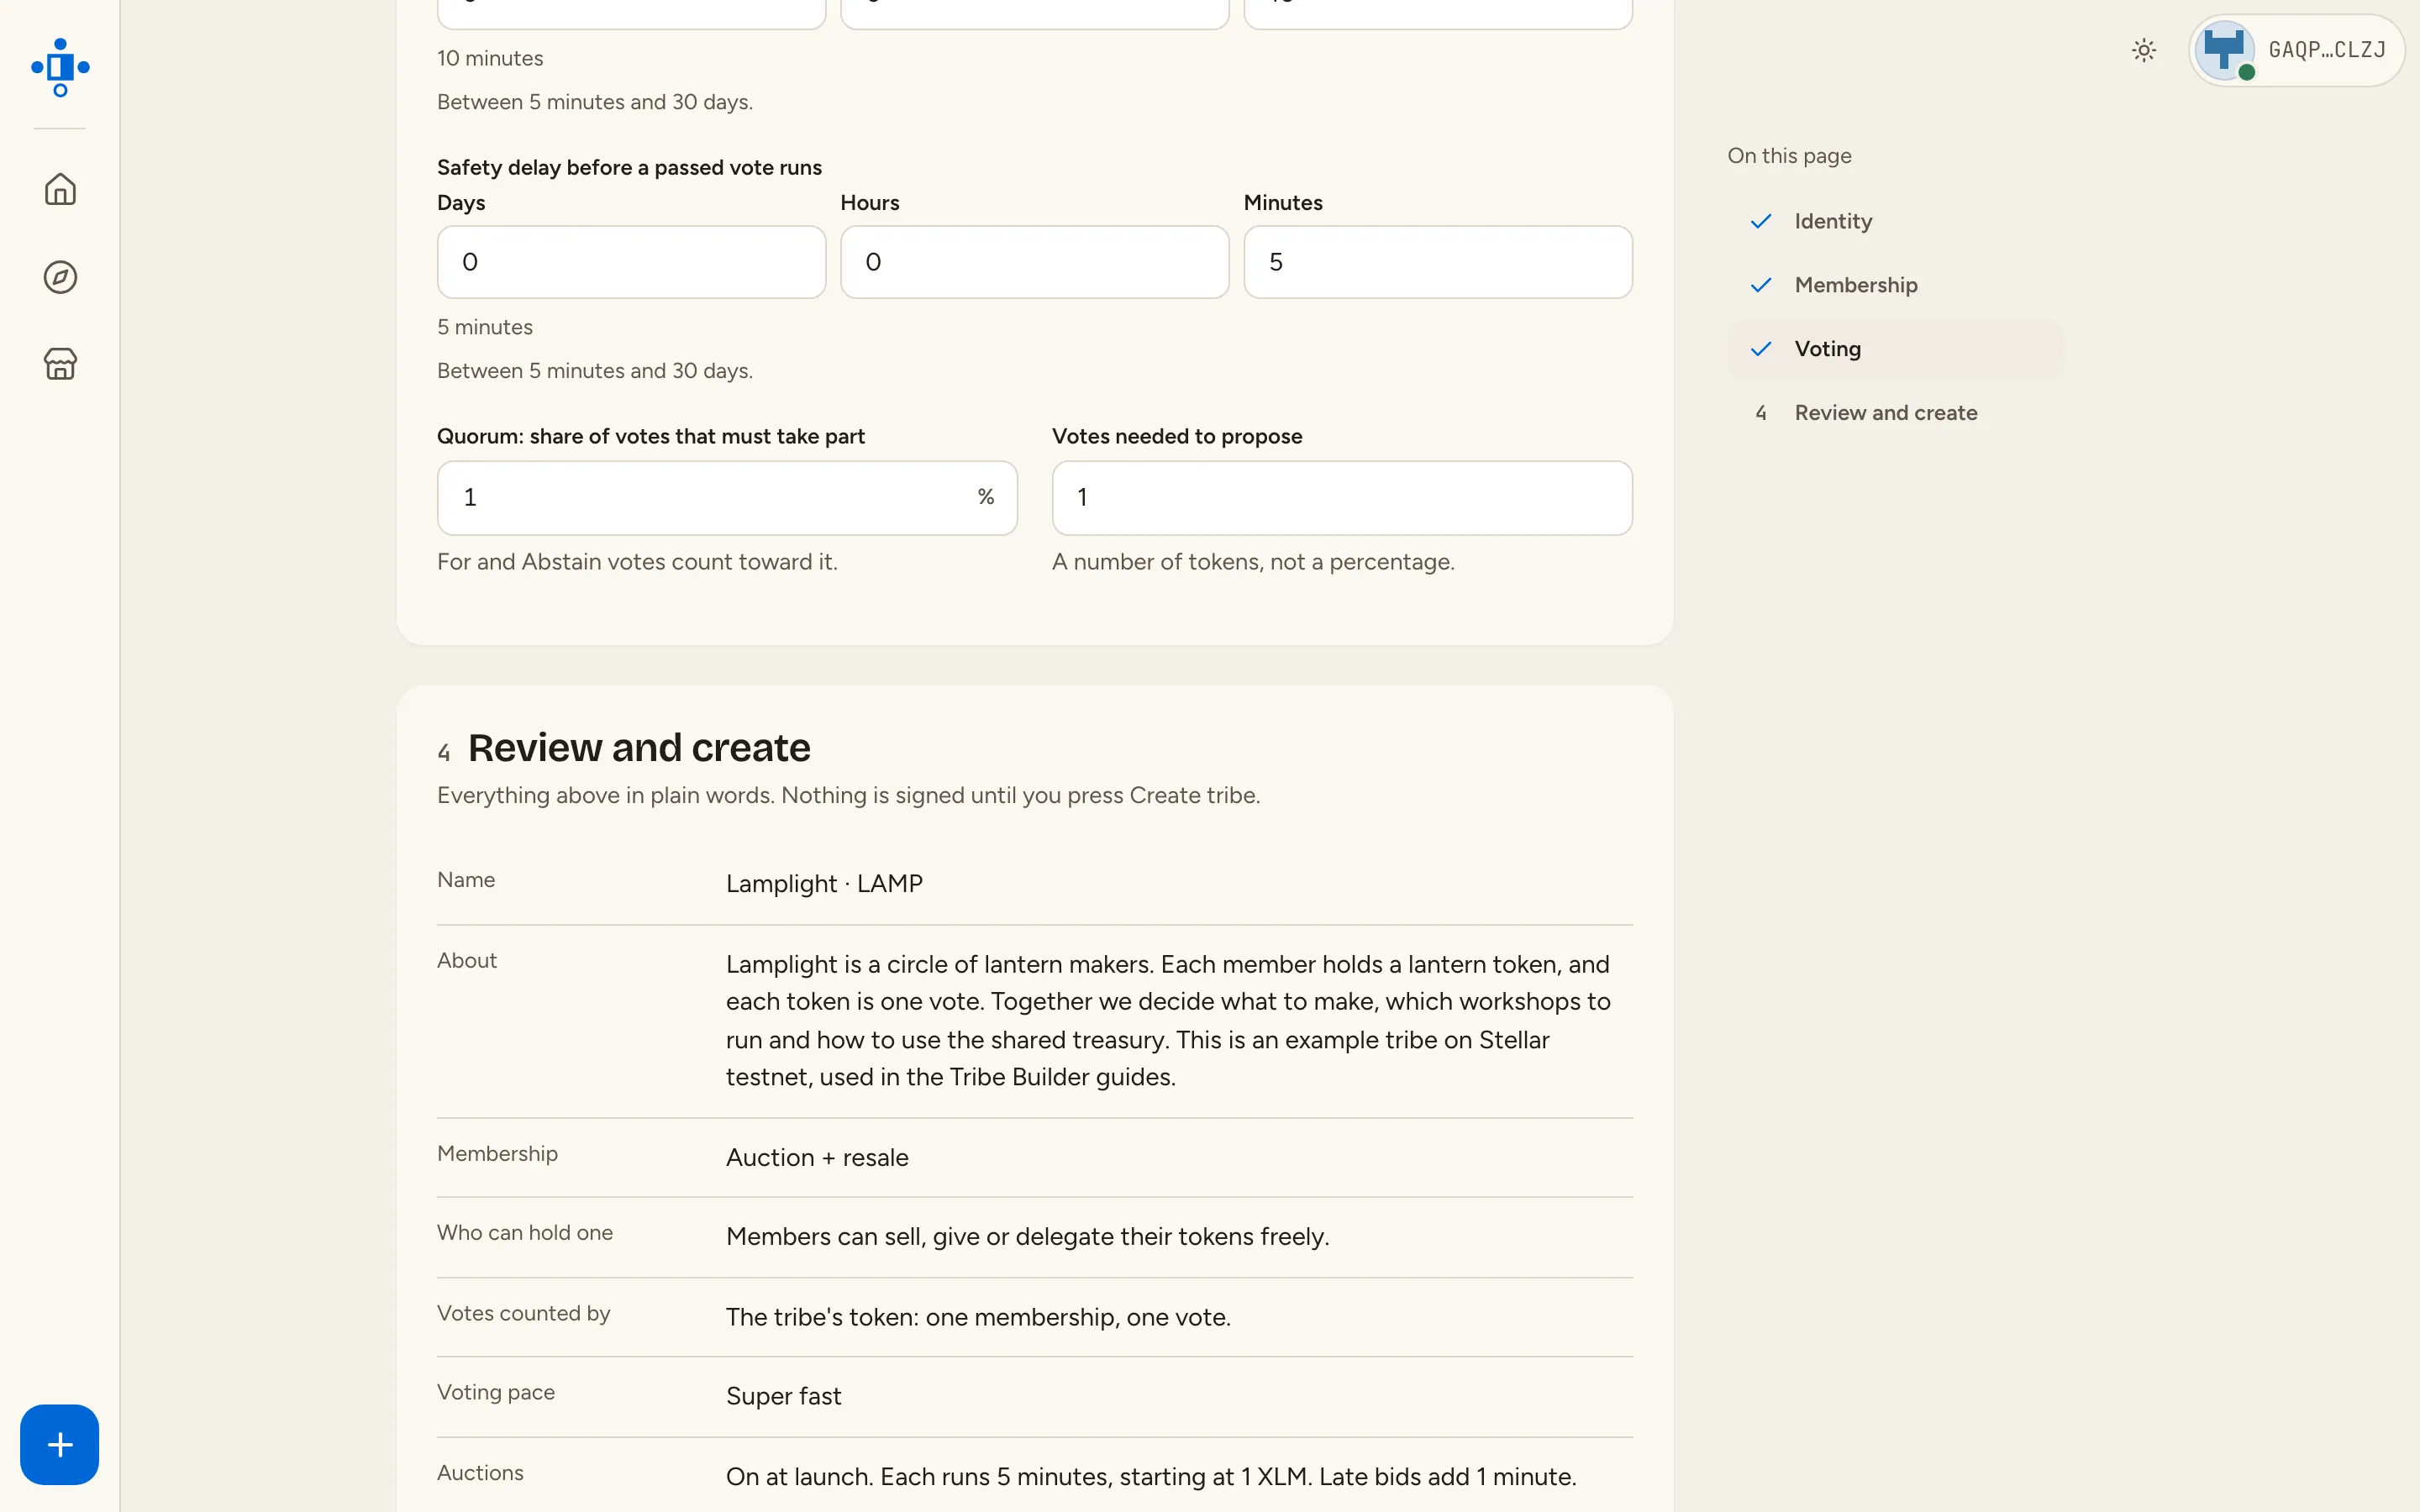 GAQP…CLZJ
10 minutes
Between 5 minutes and 30 days.
Safety delay before a passed vote runs
Days
Hours
Minutes
0
0
5
5 minutes
Between 5 minutes and 30 days.
Quorum: share of votes that must take part
Votes needed to propose
1 %
1
For and Abstain votes count toward it.
A number of tokens, not a percentage.
4 Review and create
Everything above in plain words. Nothing is signed until you press Create tribe.
Name
Lamplight · LAMP
About
Lamplight is a circle of lantern makers. Each member holds a lantern token, and
each token is one vote. Together we decide what to make, which workshops to
run and how to use the shared treasury. This is an example tribe on Stellar
testnet, used in the Tribe Builder guides.
Membership
Auction + resale
Who can hold one
Members can sell, give or delegate their tokens freely.
Votes counted by
The tribe's token: one membership, one vote.
Voting pace
Super fast
Auctions
On at launch. Each runs 5 minutes, starting at 1 XLM. Late bids add 1 minute.
On this page
Identity
Membership
Voting
4 Review and create